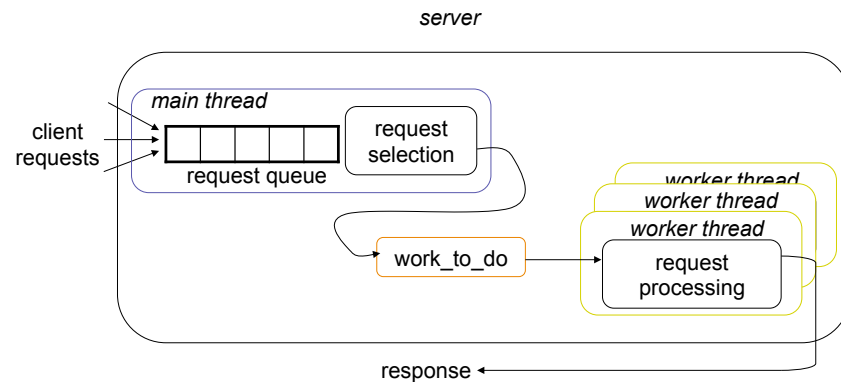 server
main thread
client
requests
request
selection
request queue
worker thread
worker thread
worker thread
work_to_do
request
processing
response